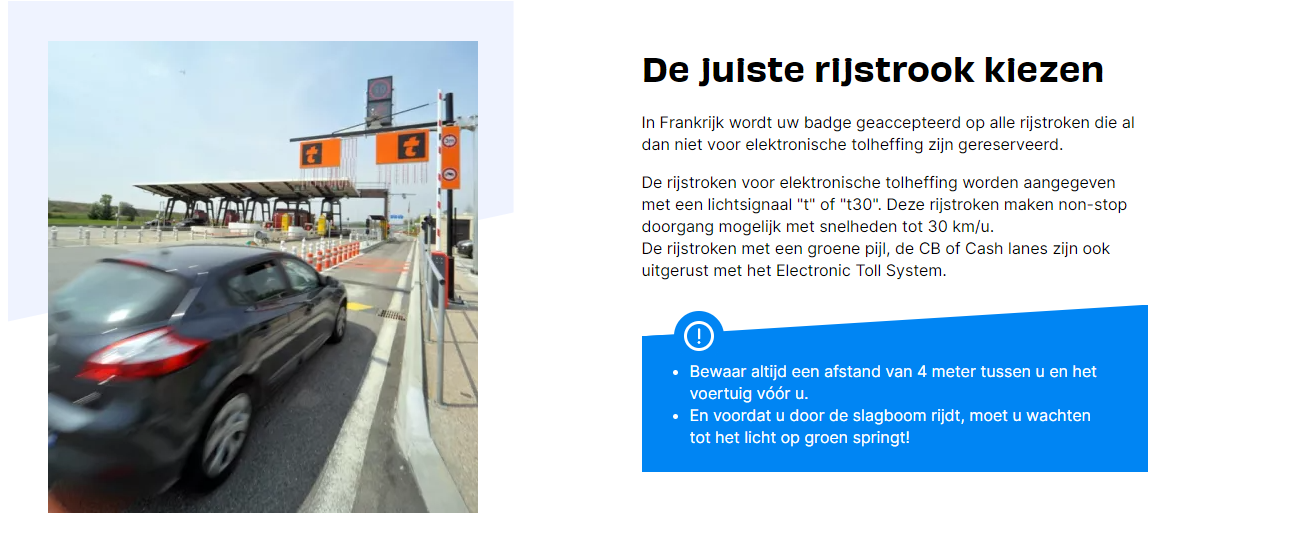 De juiste rijstrook kiezen
In Frankrijk wordt uw badge geaccepteerd op alle rijstroken die al
dan niet voor elektronische tolheffing zijn gereserveerd.
De rijstroken voor elektronische tolheffing worden aangegeven
met een lichtsignaal "t" of "t30". Deze rijstroken maken non-stop
doorgang mogelijk met snelheden tot 30 km/u.
De rijstroken met een groene pijl, de CB of Cash lanes zijn ook
uitgerust met het Electronic Toll System.
• Bewaar altijd een afstand van 4 meter tussen u en het
voertuig vóór u.
• En voordat u door de slagboom rijdt, moet u wachten
tot het licht op groen springt!
t
t